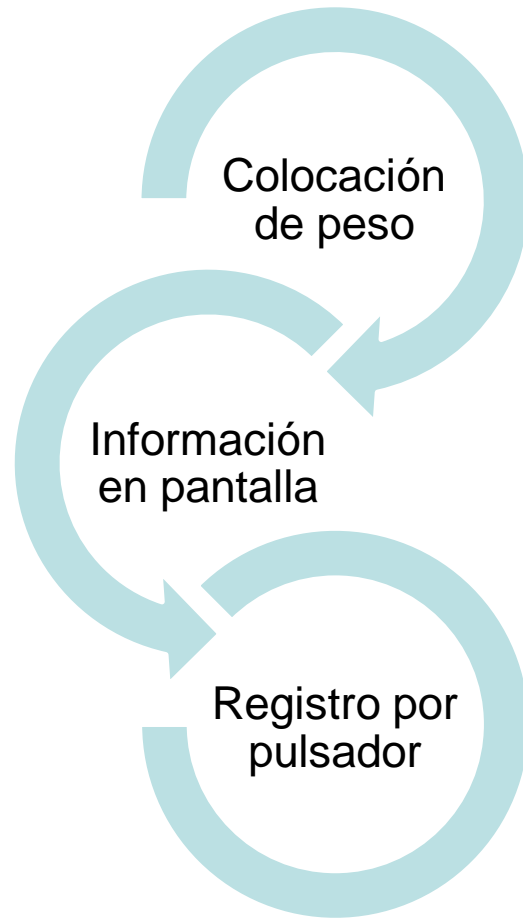 Colocación
de peso
Información
en pantalla
Registro por
pulsador